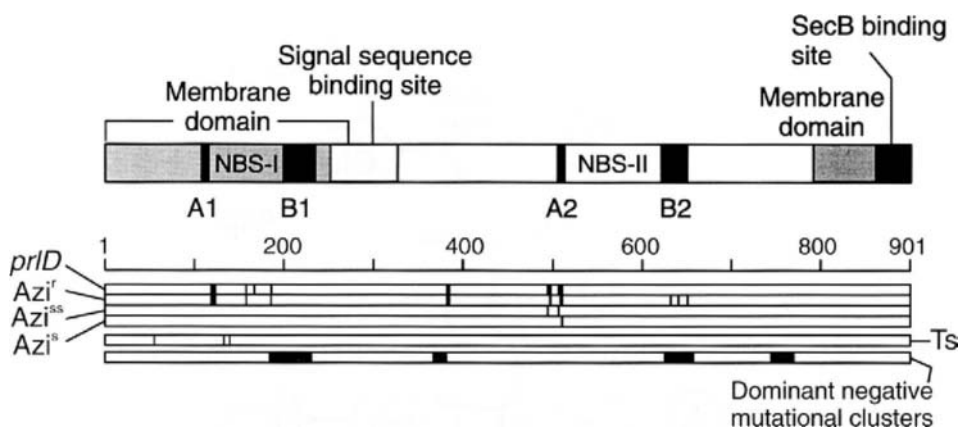 SecB binding
site
Signal sequence
binding site
Membrane
domain
Membrane
domain
NBS-I
NBS-II
A1
B1
A2
B2
1
200
400
600
800
901
prlD
Azi^r
Azi^ss
Azi^s
Ts
Dominant negative
mutational clusters